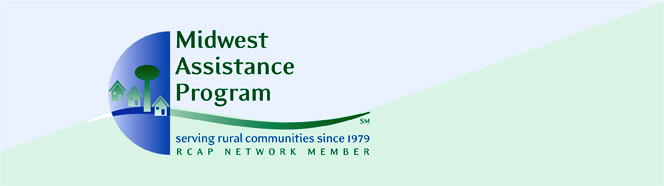 Midwest
Assistance
Program
SM
serving rural communities since 1979
RCAP NETWORK MEMBER